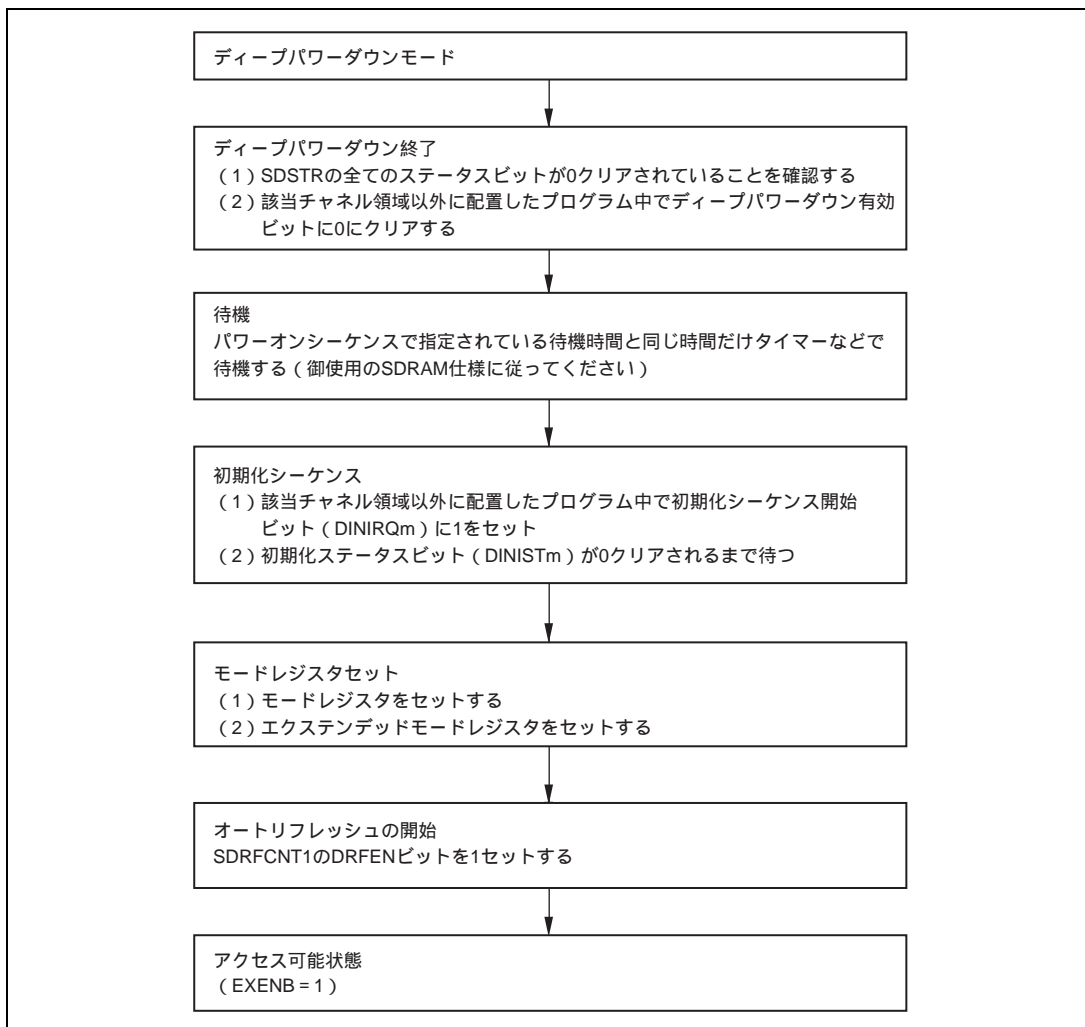 ディープパワーダウンモード
ディープパワーダウン終了
（1）SDSTRの全てのステータスビットが0クリアされていることを確認する
（2）該当チャネル領域以外に配置したプログラム中でディープパワーダウン有効
ビットに0にクリアする
待機
パワーオンシーケンスで指定されている待機時間と同じ時間だけタイマーなどで
待機する（御使用のSDRAM仕様に従ってください）
初期化シーケンス
（1）該当チャネル領域以外に配置したプログラム中で初期化シーケンス開始
ビット（DINIRQm）に1をセット
（2）初期化ステータスビット（DINISTm）が0クリアされるまで待つ
モードレジスタセット
（1）モードレジスタをセットする
（2）エクステンデッドモードレジスタをセットする
オートリフレッシュの開始
SDRFCNT1のDRFENビットを1セットする
アクセス可能状態
（EXENB = 1）